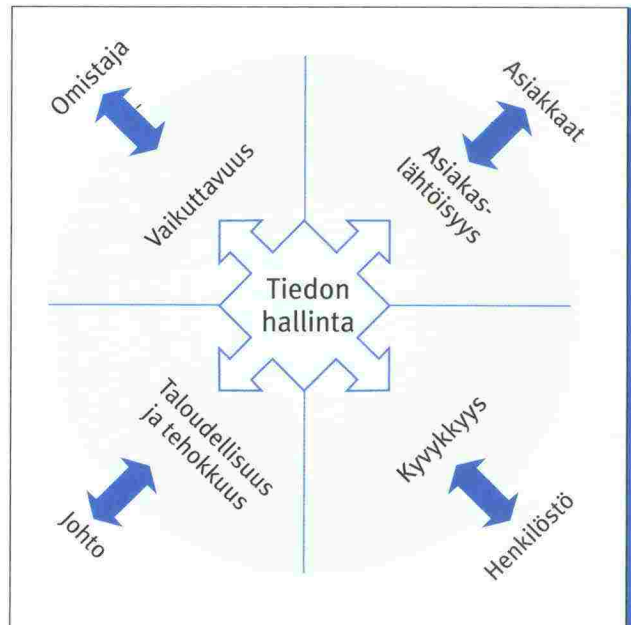 Omistaja
Vaikuttavuus
Asiakkaat
Asiakas-
lähtöisyys
Tiedon
hallinta
Taloudellisuus
ja tehokkuus
Johto
Kyvykkyys
Henkilöstö